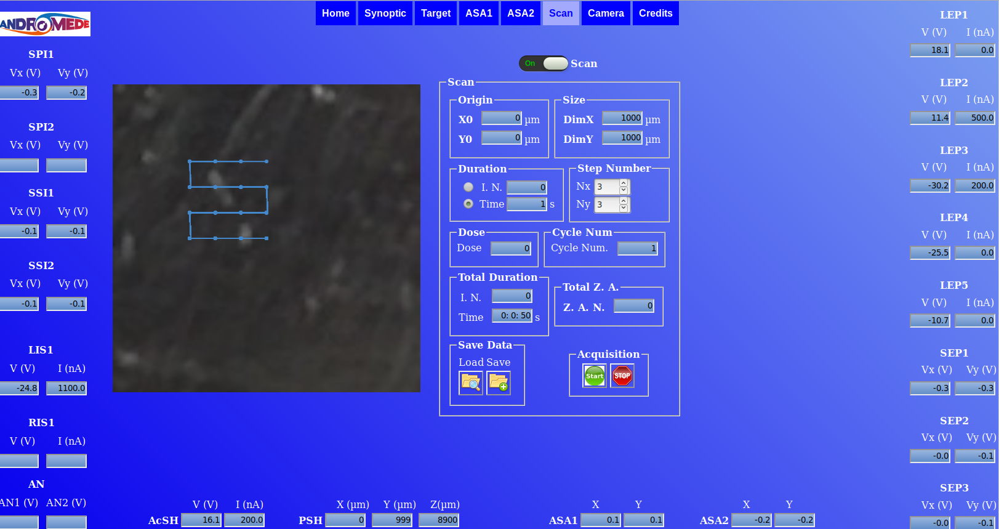 Home Synoptic Target ASA1 ASA2 Scan Camera Credits
ANDROMEDE
SPI1
Vx (V) Vy (V)
-0.3 -0.2
SPI2
Vx (V) Vy (V)
SSI1
Vx (V) Vy (V)
-0.1 -0.1
SSI2
Vx (V) Vy (V)
-0.1 -0.1
LIS1
V (V) I (nA)
-24.8 1100.0
RIS1
V (V) I (nA)
AN
AN1 (V) AN2 (V)
On Scan
Scan
Origin
X0 0 µm
Y0 0 µm
Size
DimX 1000 µm
DimY 1000 µm
Duration
I. N. 0
Time 1 s
Step Number
Nx 3
Ny 3
Dose
Dose 0
Cycle Num
Cycle Num. 1
Total Duration
I. N. 0
Time 0: 0: 50 s
Total Z. A.
Z. A. N. 0
Save Data
Load Save
Acquisition
Start STOP
LEP1
V (V) I (nA)
18.1 0.0
LEP2
V (V) I (nA)
11.4 500.0
LEP3
V (V) I (nA)
-30.2 200.0
LEP4
V (V) I (nA)
-25.5 0.0
LEP5
V (V) I (nA)
-10.7 0.0
SEP1
Vx (V) Vy (V)
-0.3 -0.3
SEP2
Vx (V) Vy (V)
-0.0 -0.1
SEP3
Vx (V) Vy (V)
-0.0 -0.1
V (V) I (nA)
AcSH 16.1 200.0
X (µm) Y (µm) Z(µm)
PSH 0 999 8900
X Y
ASA1 0.1 0.1
X Y
ASA2 -0.2 -0.2